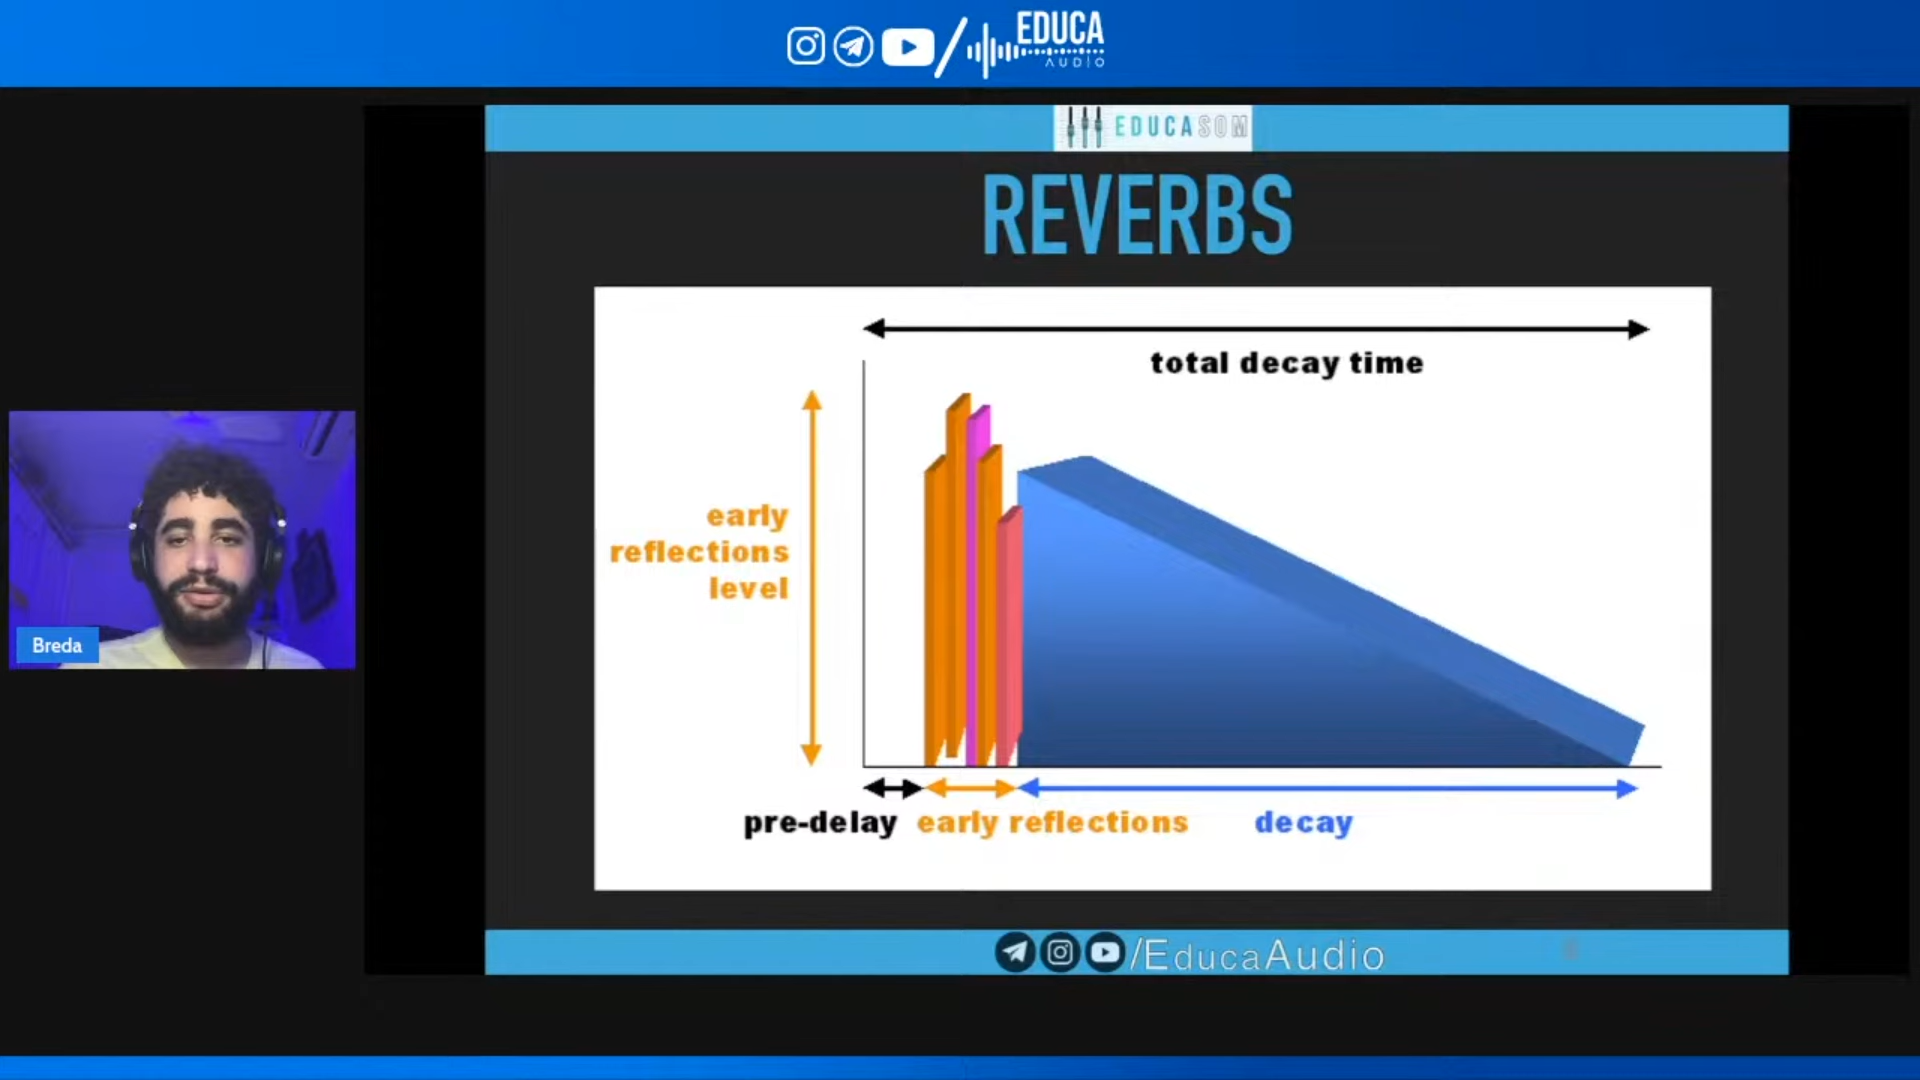 EDUCA
AUDIO
EDUCASOM
REVERBS
total decay time
early
reflections
level
Breda
pre-delay early reflections decay
/EducaAudio